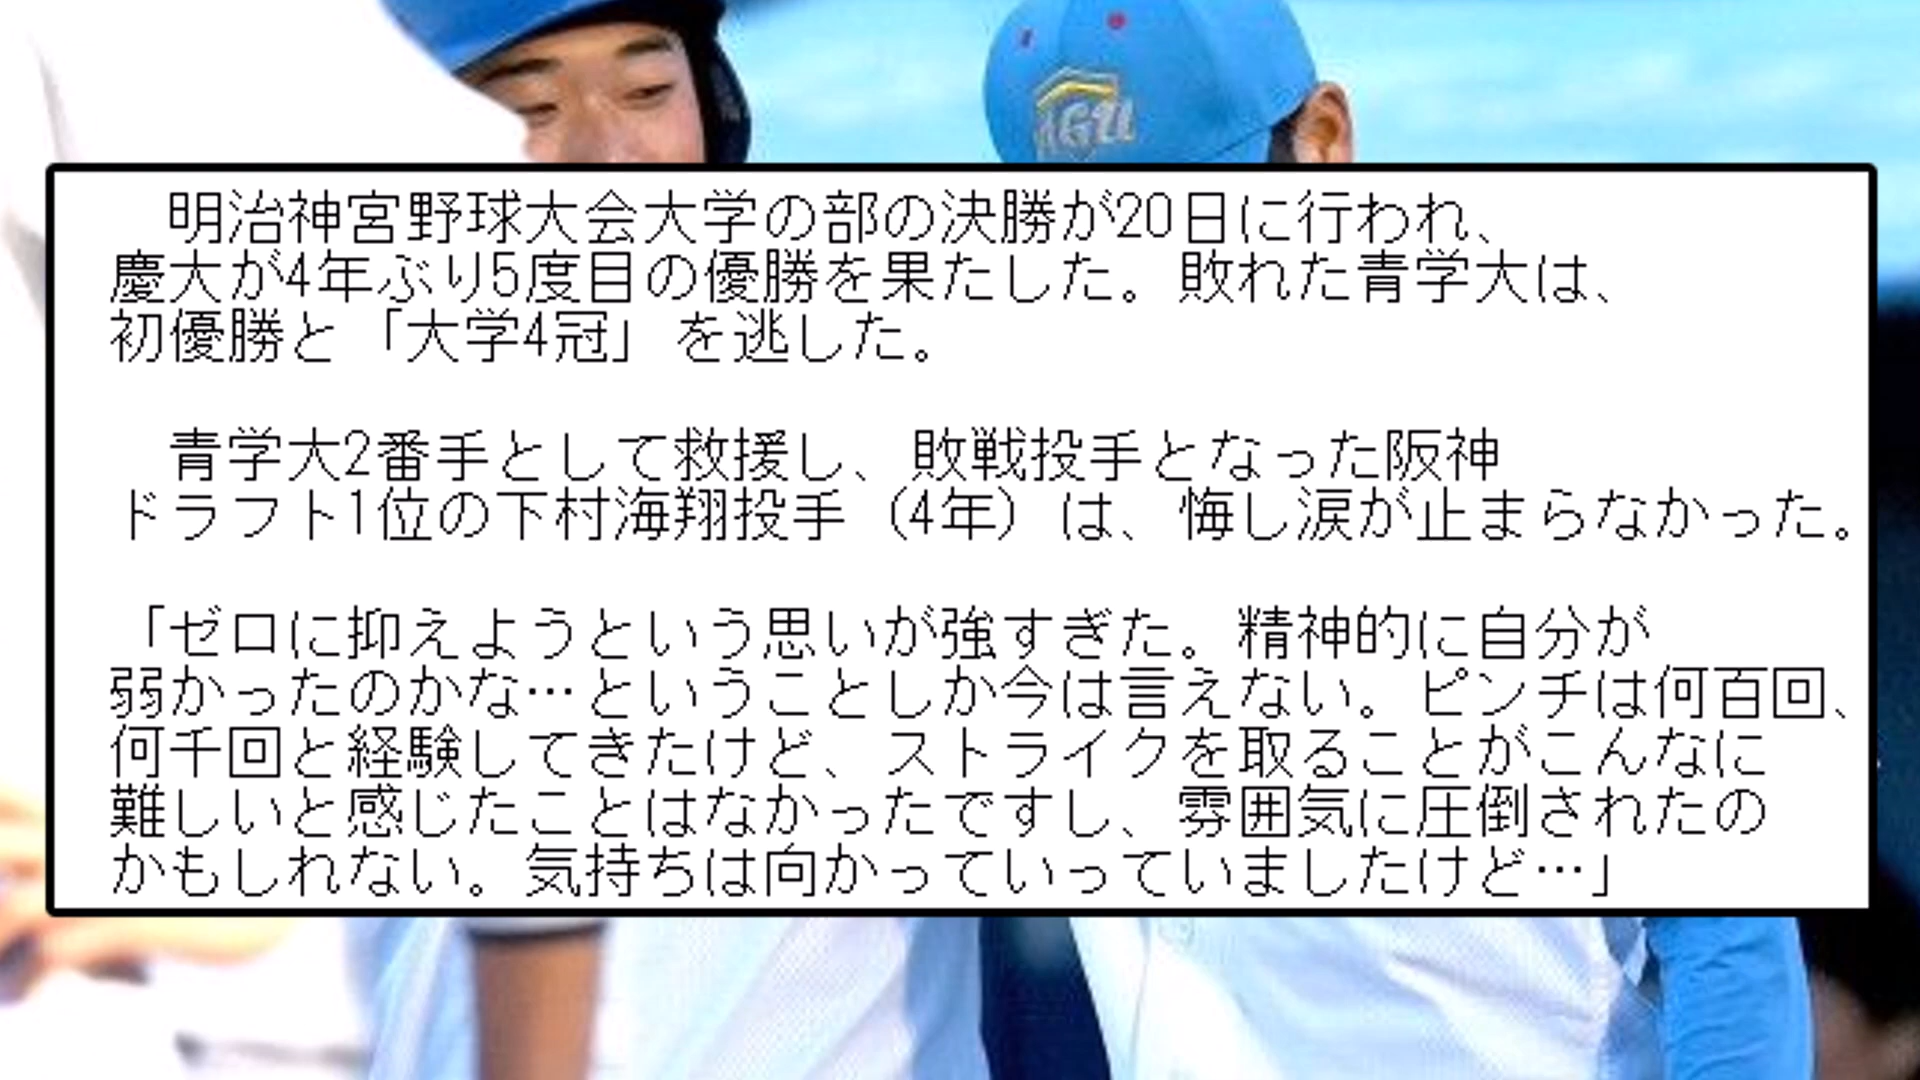 AGU
明治神宮野球大会大学の部の決勝が20日に行われ、
慶大が4年ぶり5度目の優勝を果たした。敗れた青学大は、
初優勝と「大学4冠」を逃した。
青学大2番手として救援し、敗戦投手となった阪神
ドラフト1位の下村海翔投手（4年）は、悔し涙が止まらなかった。
「ゼロに抑えようという思いが強すぎた。精神的に自分が
弱かったのかな…ということしか今は言えない。ピンチは何百回、
何千回と経験してきたけど、ストライクを取ることがこんなに
難しいと感じたことはなかったですし、雰囲気に圧倒されたの
かもしれない。気持ちは向かっていっていましたけど…」